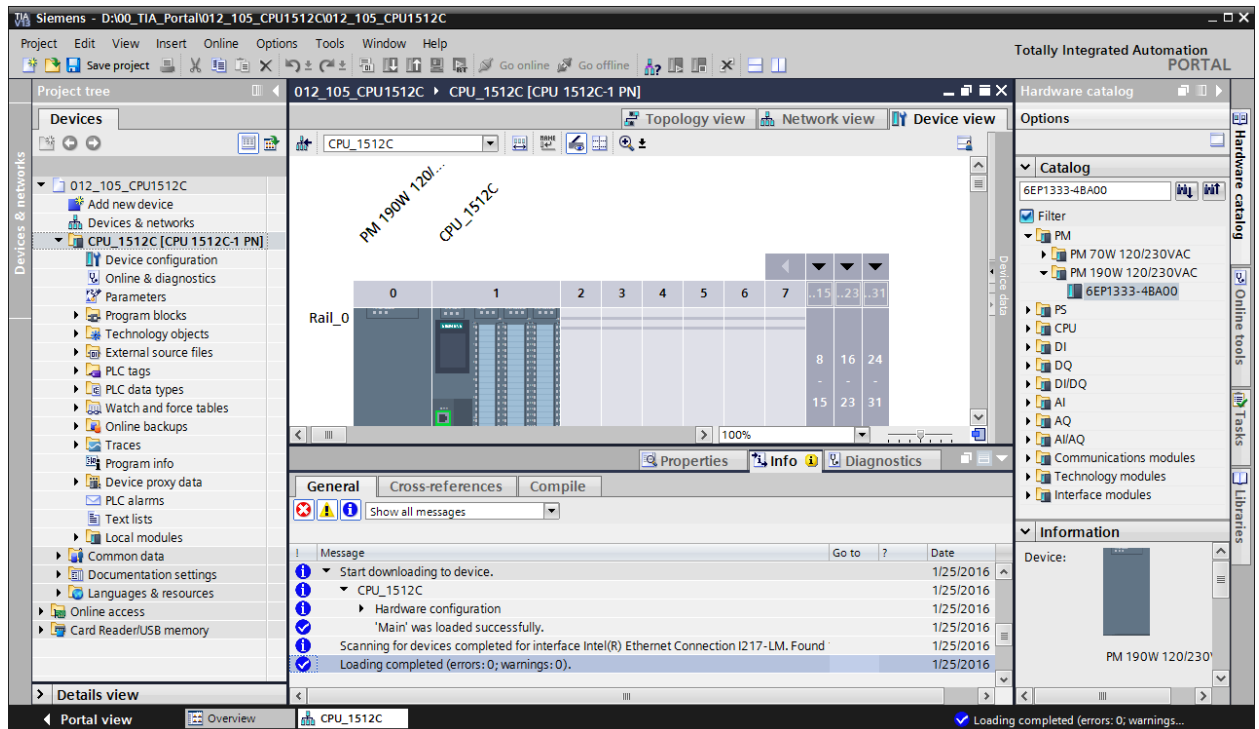 Siemens - D:\00_TIA_Portal\012_105_CPU1512C\012_105_CPU1512C
Project Edit View Insert Online Options Tools Window Help
Save project
Go online
Go offline
Totally Integrated Automation
PORTAL
Project tree
Devices
Devices & networks
012_105_CPU1512C
Add new device
Devices & networks
CPU_1512C [CPU 1512C-1 PN]
Device configuration
Online & diagnostics
Parameters
Program blocks
Technology objects
External source files
PLC tags
PLC data types
Watch and force tables
Online backups
Traces
Program info
Device proxy data
PLC alarms
Text lists
Local modules
Common data
Documentation settings
Languages & resources
Online access
Card Reader/USB memory
Details view
012_105_CPU1512C CPU_1512C [CPU 1512C-1 PN]
Topology view Network view Device view
CPU_1512C
PM 190W 120/...
CPU_1512C
0 1 2 3 4 5 6 7 ..15 ..23 ..31
Rail_0
8 16 24
- - -
15 23 31
SIEMENS
100%
Device data
Properties Info Diagnostics
General Cross-references Compile
Show all messages
! Message Go to ? Date
Start downloading to device. 1/25/2016
CPU_1512C 1/25/2016
Hardware configuration 1/25/2016
'Main' was loaded successfully. 1/25/2016
Scanning for devices completed for interface Intel(R) Ethernet Connection I217-LM. Found 1/25/2016
Loading completed (errors: 0; warnings: 0). 1/25/2016
Hardware catalog
Options
Catalog
6EP1333-4BA00
Filter
PM
PM 70W 120/230VAC
PM 190W 120/230VAC
6EP1333-4BA00
PS
CPU
DI
DQ
DI/DQ
AI
AQ
AI/AQ
Communications modules
Technology modules
Interface modules
Information
Device:
PM 190W 120/230
Hardware catalog
Online tools
Tasks
Libraries
Portal view Overview CPU_1512C
Loading completed (errors: 0; warnings...